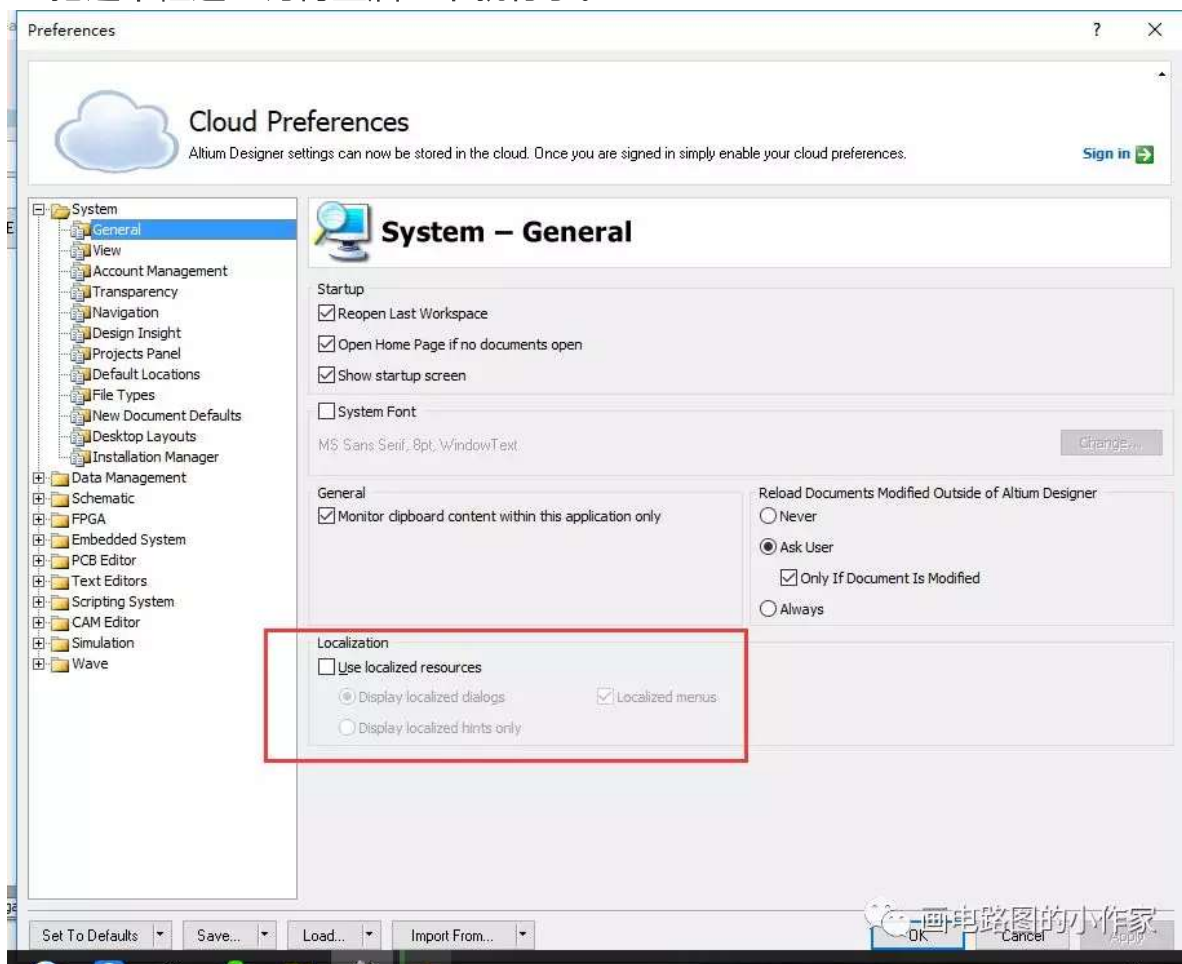 Preferences
?
Cloud Preferences
Altium Designer settings can now be stored in the cloud. Once you are signed in simply enable your cloud preferences.
Sign in
System
General
View
Account Management
Transparency
Navigation
Design Insight
Projects Panel
Default Locations
File Types
New Document Defaults
Desktop Layouts
Installation Manager
Data Management
Schematic
FPGA
Embedded System
PCB Editor
Text Editors
Scripting System
CAM Editor
Simulation
Wave
System – General
Startup
Reopen Last Workspace
Open Home Page if no documents open
Show startup screen
System Font
MS Sans Serif, 8pt, WindowText
Change...
General
Monitor clipboard content within this application only
Reload Documents Modified Outside of Altium Designer
Never
Ask User
Only If Document Is Modified
Always
Localization
Use localized resources
Display localized dialogs
Localized menus
Display localized hints only
画电路图的小作家
Set To Defaults
Save...
Load...
Import From...
OK
Cancel
Apply